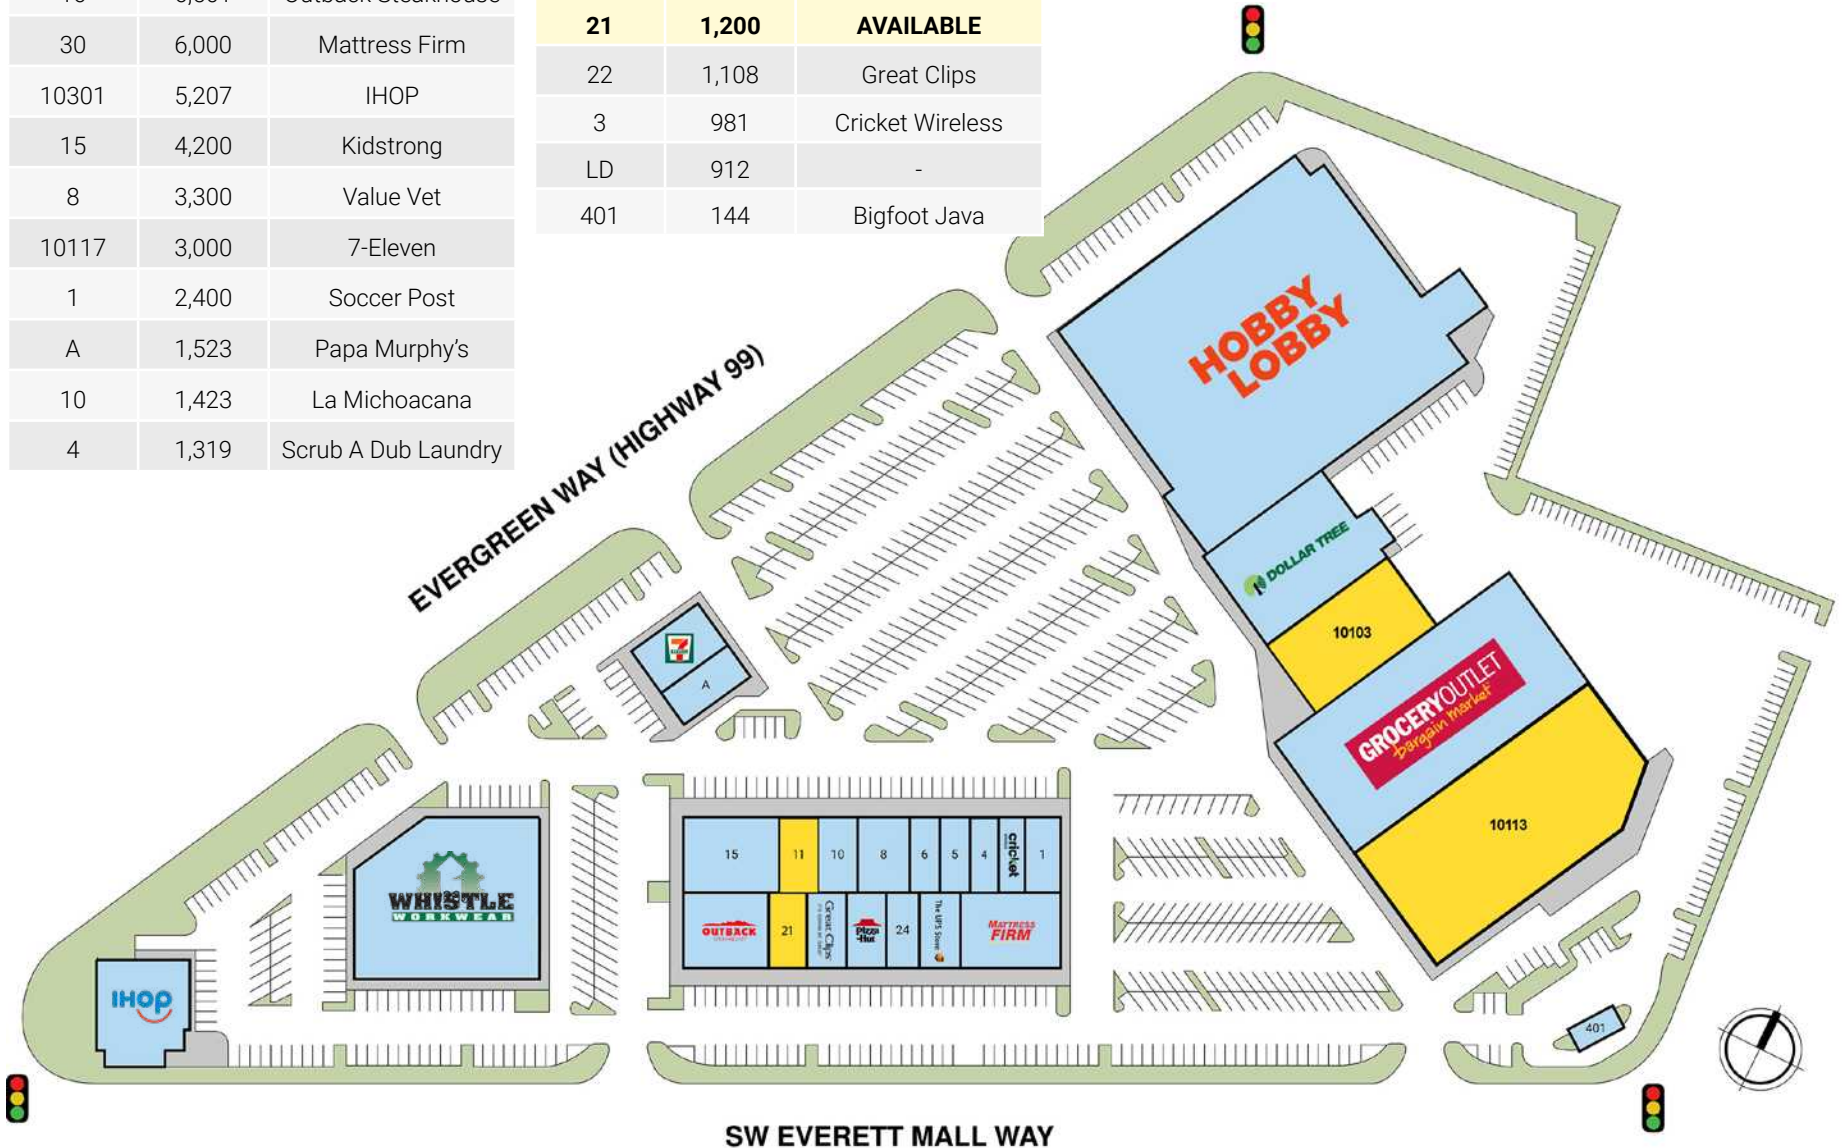 30 6,000 Mattress Firm
10301 5,207 IHOP
15 4,200 Kidstrong
8 3,300 Value Vet
10117 3,000 7-Eleven
1 2,400 Soccer Post
A 1,523 Papa Murphy's
10 1,423 La Michoacana
4 1,319 Scrub A Dub Laundry
21 1,200 AVAILABLE
22 1,108 Great Clips
3 981 Cricket Wireless
LD 912 -
401 144 Bigfoot Java
EVERGREEN WAY (HIGHWAY 99)
HOBBY
LOBBY
DOLLAR TREE
10103
GROCERY OUTLET
bargain market
10113
7
A
WHISTLE
WORKWEAR
IHOP
15
11
10
8
6
5
4
cricket
1
OUTBACK
21
Great Clips
Pizza
Hut
24
The UPS Store
MATTRESS
FIRM
401
SW EVERETT MALL WAY